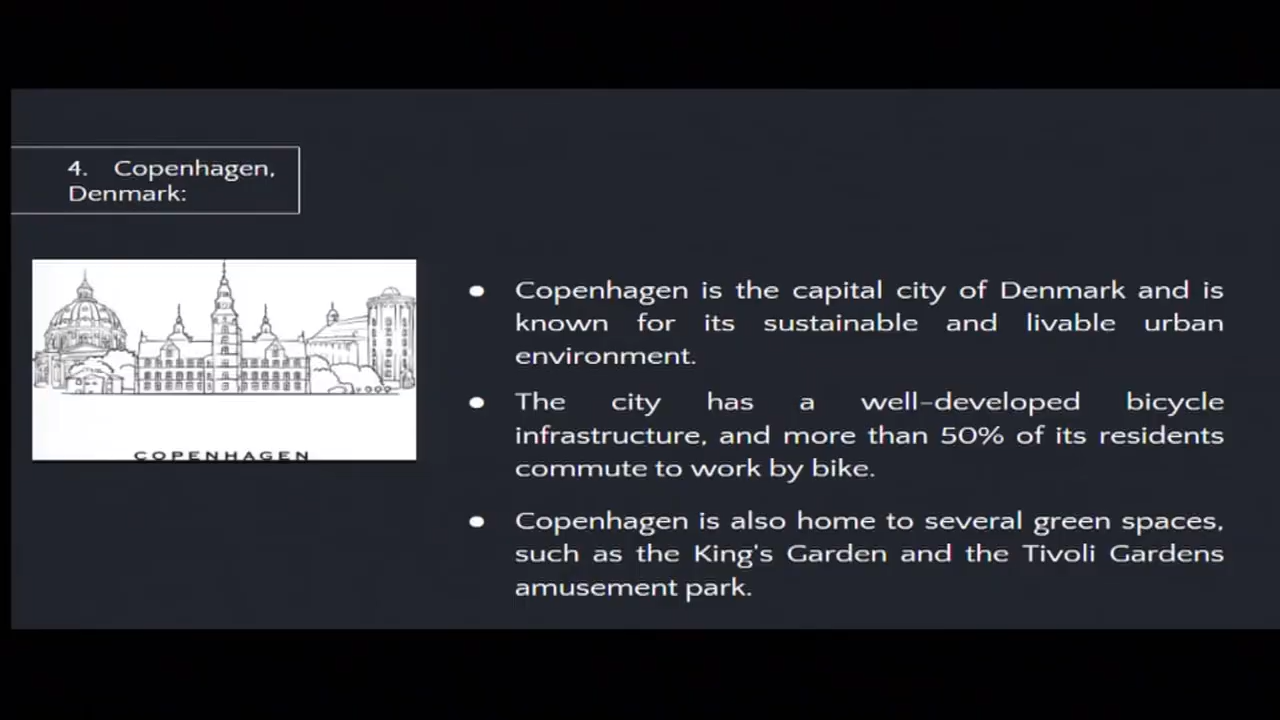 4. Copenhagen,
Denmark:
COPENHAGEN
Copenhagen is the capital city of Denmark and is
known for its sustainable and livable urban
environment.
The city has a well-developed bicycle
infrastructure, and more than 50% of its residents
commute to work by bike.
Copenhagen is also home to several green spaces,
such as the King's Garden and the Tivoli Gardens
amusement park.